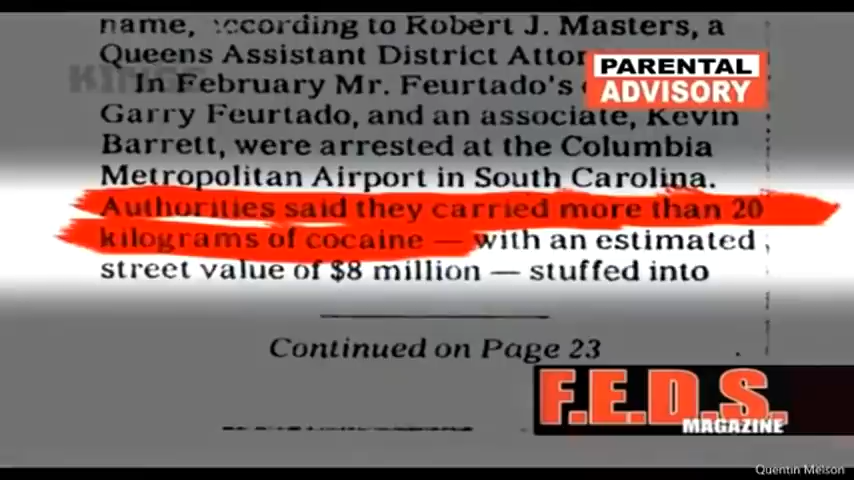 name, according to Robert J. Masters, a
Queens Assistant District
In February Mr. Feurtado's
Garry Feurtado, and an associate, Kevin
Barrett, were arrested at the Columbia
Metropolitan Airport in South Carolina.
Authorities said they carried more than 20
kilograms of cocaine — with an estimated
street value of $8 million — stuffed into
Continued on Page 23
PARENTAL
ADVISORY
F.E.D.S.
MAGAZINE
Quentin Melson